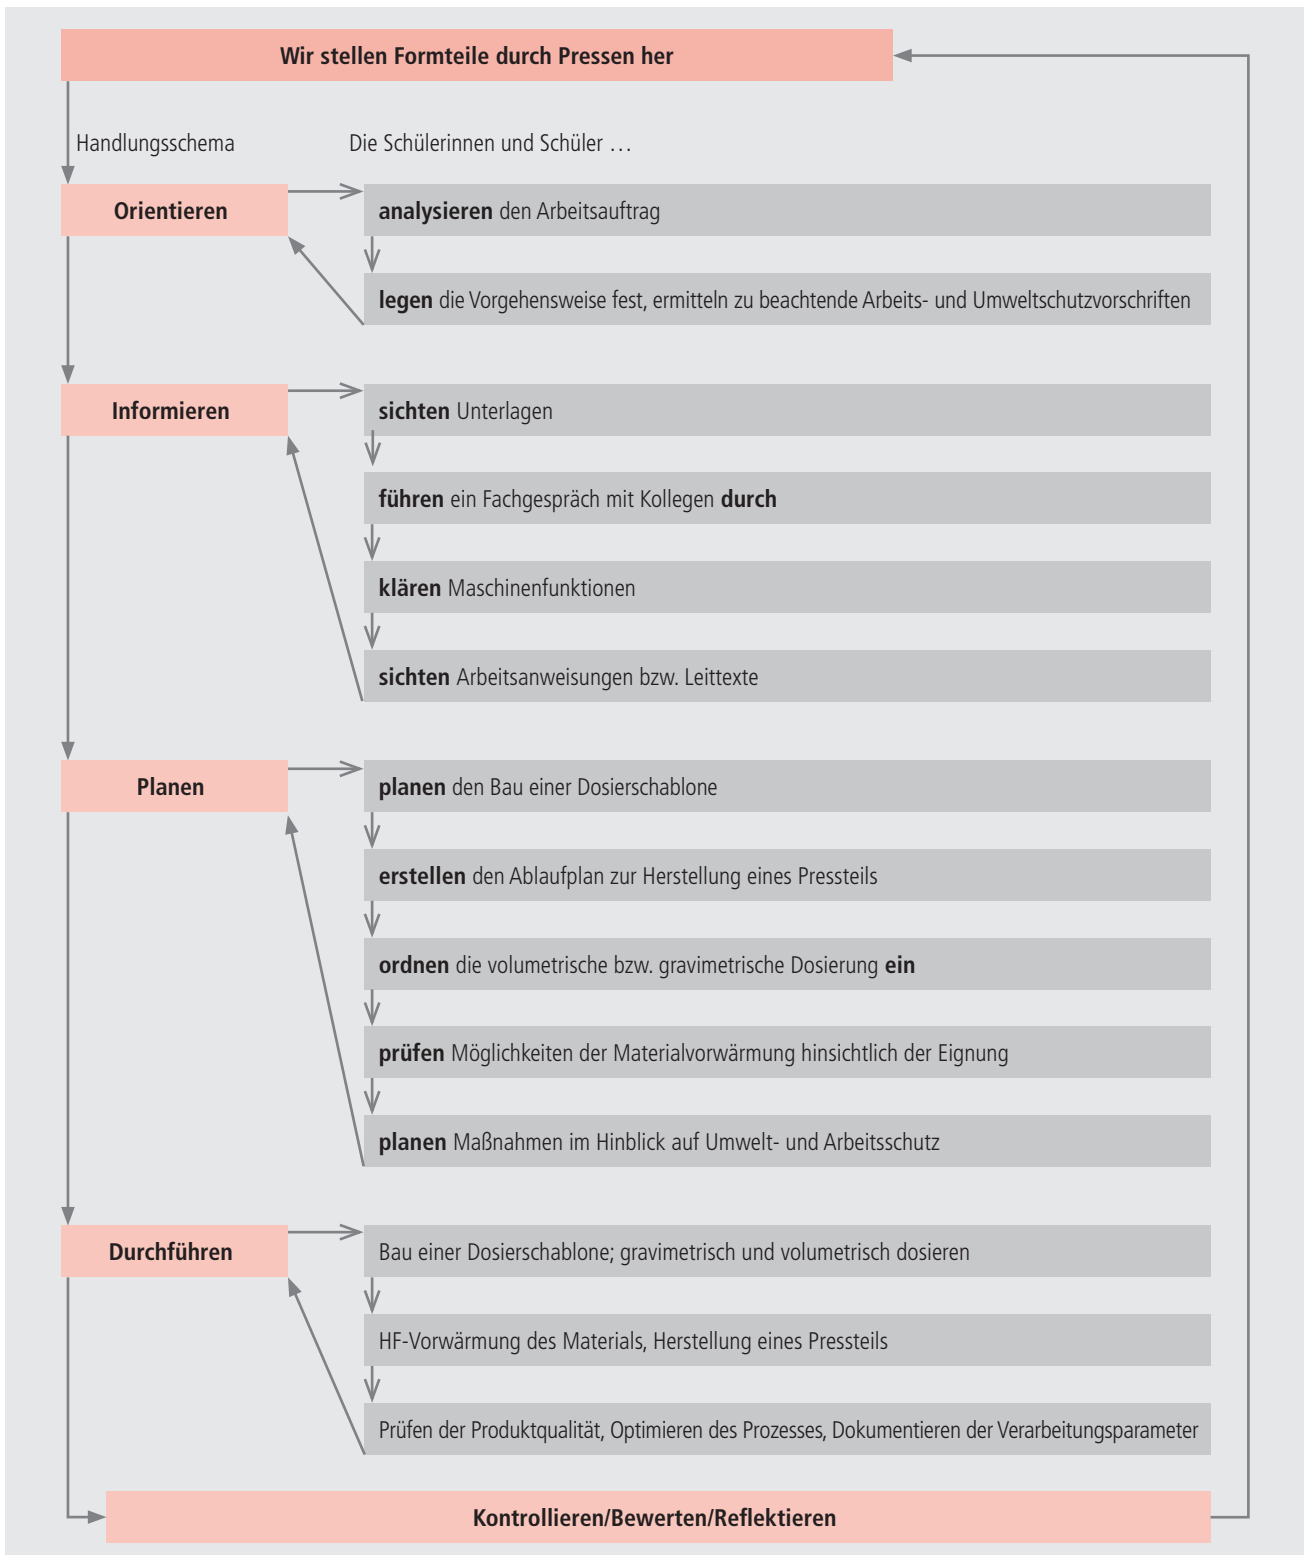 Wir stellen Formteile durch Pressen her
Handlungsschema
Die Schülerinnen und Schüler ...
Orientieren
analysieren den Arbeitsauftrag
legen die Vorgehensweise fest, ermitteln zu beachtende Arbeits- und Umweltschutzvorschriften
Informieren
sichten Unterlagen
führen ein Fachgespräch mit Kollegen durch
klären Maschinenfunktionen
sichten Arbeitsanweisungen bzw. Leittexte
Planen
planen den Bau einer Dosierschablone
erstellen den Ablaufplan zur Herstellung eines Pressteils
ordnen die volumetrische bzw. gravimetrische Dosierung ein
prüfen Möglichkeiten der Materialvorwärmung hinsichtlich der Eignung
planen Maßnahmen im Hinblick auf Umwelt- und Arbeitsschutz
Durchführen
Bau einer Dosierschablone; gravimetrisch und volumetrisch dosieren
HF-Vorwärmung des Materials, Herstellung eines Pressteils
Prüfen der Produktqualität, Optimieren des Prozesses, Dokumentieren der Verarbeitungsparameter
Kontrollieren/Bewerten/Reflektieren